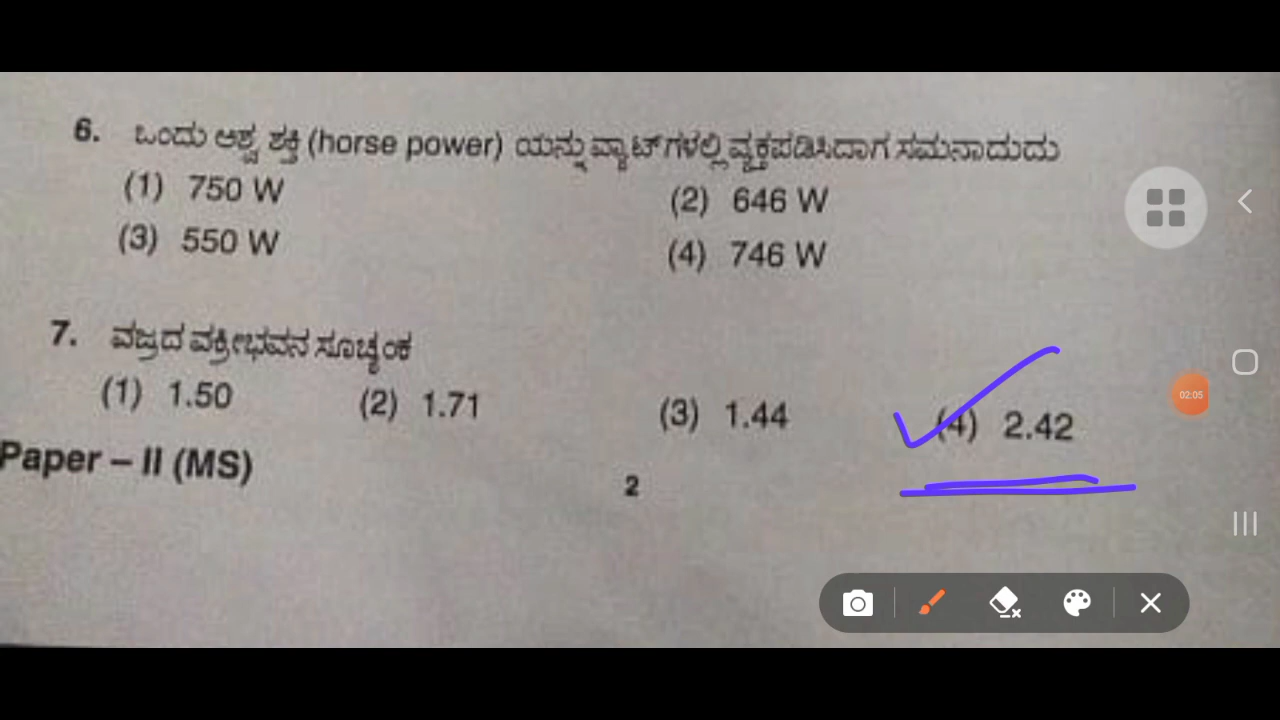 6. ಒಂದು ಅಶ್ವ ಶಕ್ತಿ (horse power) ಯನ್ನು ವ್ಯಾಟ್‌ಗಳಲ್ಲಿ ವ್ಯಕ್ತಪಡಿಸಿದಾಗ ಸಮನಾದುದು
(1) 750 W (2) 646 W
(3) 550 W (4) 746 W
7. ವಜ್ರದ ವಕ್ರೀಭವನ ಸೂಚ್ಯಂಕ
(1) 1.50 (2) 1.71 (3) 1.44 (4) 2.42
Paper – II (MS) 2
02:05